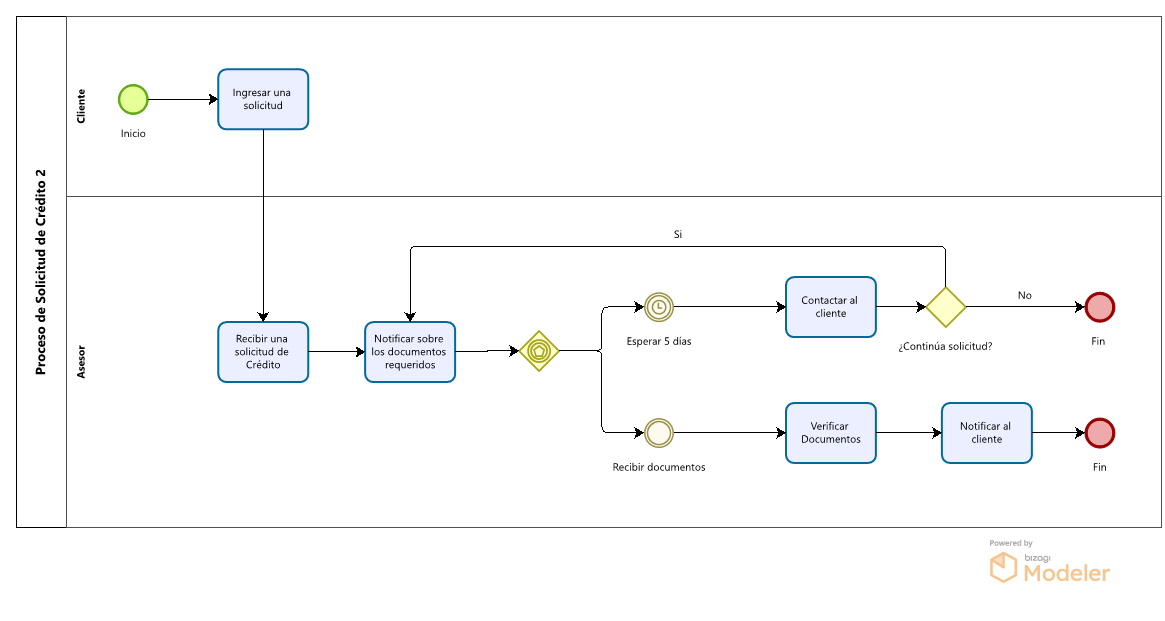 Proceso de Solicitud de Crédito 2
Cliente
Inicio
Ingresar una
solicitud
Asesor
Recibir una
solicitud de
Crédito
Notificar sobre
los documentos
requeridos
Si
Esperar 5 días
Contactar al
cliente
¿Continúa solicitud?
No
Fin
Recibir documentos
Verificar
Documentos
Notificar al
cliente
Fin
Powered by
bizagi
Modeler